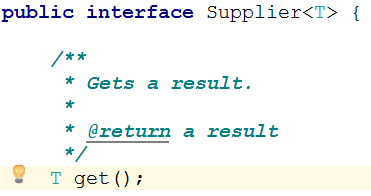 public interface Supplier<T> {
/**
* Gets a result.
*
* @return a result
*/
T get();